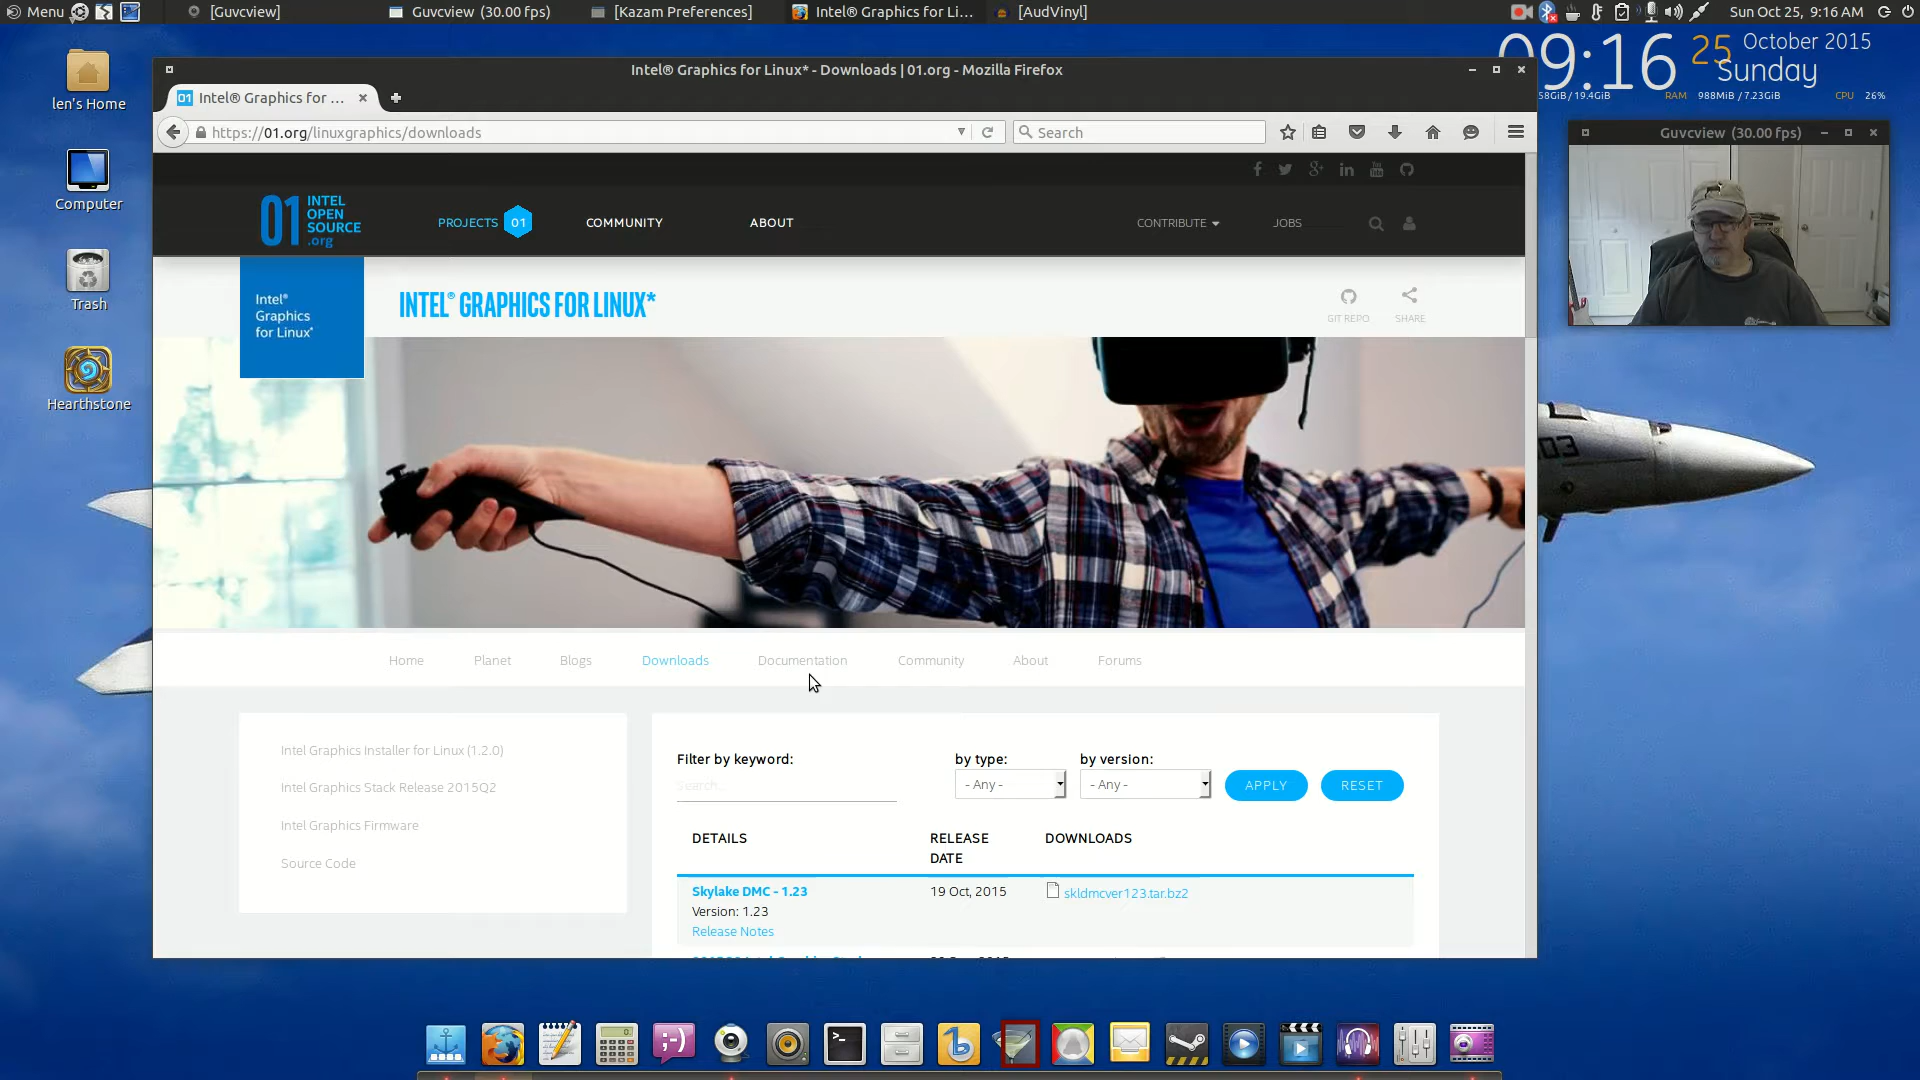 Menu
[Guvcview]
Guvcview (30.00 fps)
[Kazam Preferences]
Intel® Graphics for Li...
[AudVinyl]
Sun Oct 25, 9:16 AM
09:16
25
October 2015
Sunday
58GiB / 19.4GiB
RAM
988MiB / 7.23GiB
CPU
26%
len's Home
Computer
Trash
Hearthstone
Intel® Graphics for Linux* - Downloads | 01.org - Mozilla Firefox
01 Intel® Graphics for ...
https://01.org/linuxgraphics/downloads
Search
Guvcview (30.00 fps)
01 INTEL
OPEN
SOURCE
.org
PROJECTS 01
COMMUNITY
ABOUT
CONTRIBUTE
JOBS
Intel®
Graphics
for Linux*
INTEL® GRAPHICS FOR LINUX*
GIT REPO
SHARE
03
Home
Planet
Blogs
Downloads
Documentation
Community
About
Forums
Intel Graphics Installer for Linux (1.2.0)
Intel Graphics Stack Release 2015Q2
Intel Graphics Firmware
Source Code
Filter by keyword:
Search...
by type:
- Any -
by version:
- Any -
APPLY
RESET
DETAILS
RELEASE
DATE
DOWNLOADS
Skylake DMC - 1.23
19 Oct, 2015
skldmcver123.tar.bz2
Version: 1.23
Release Notes